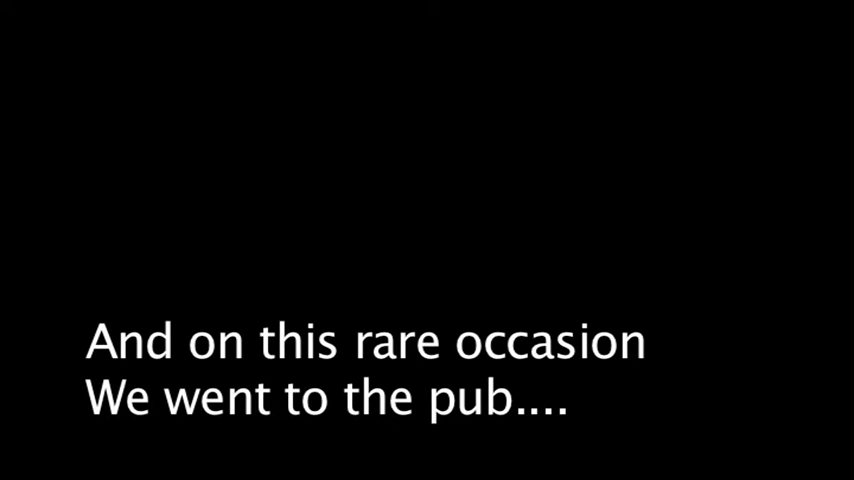 And on this rare occasion
We went to the pub....